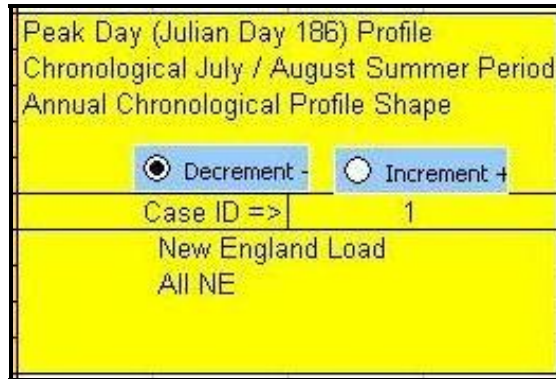 Peak Day (Julian Day 186) Profile
Chronological July / August Summer Period
Annual Chronological Profile Shape
Decrement - Increment +
Case ID => 1
New England Load
All NE